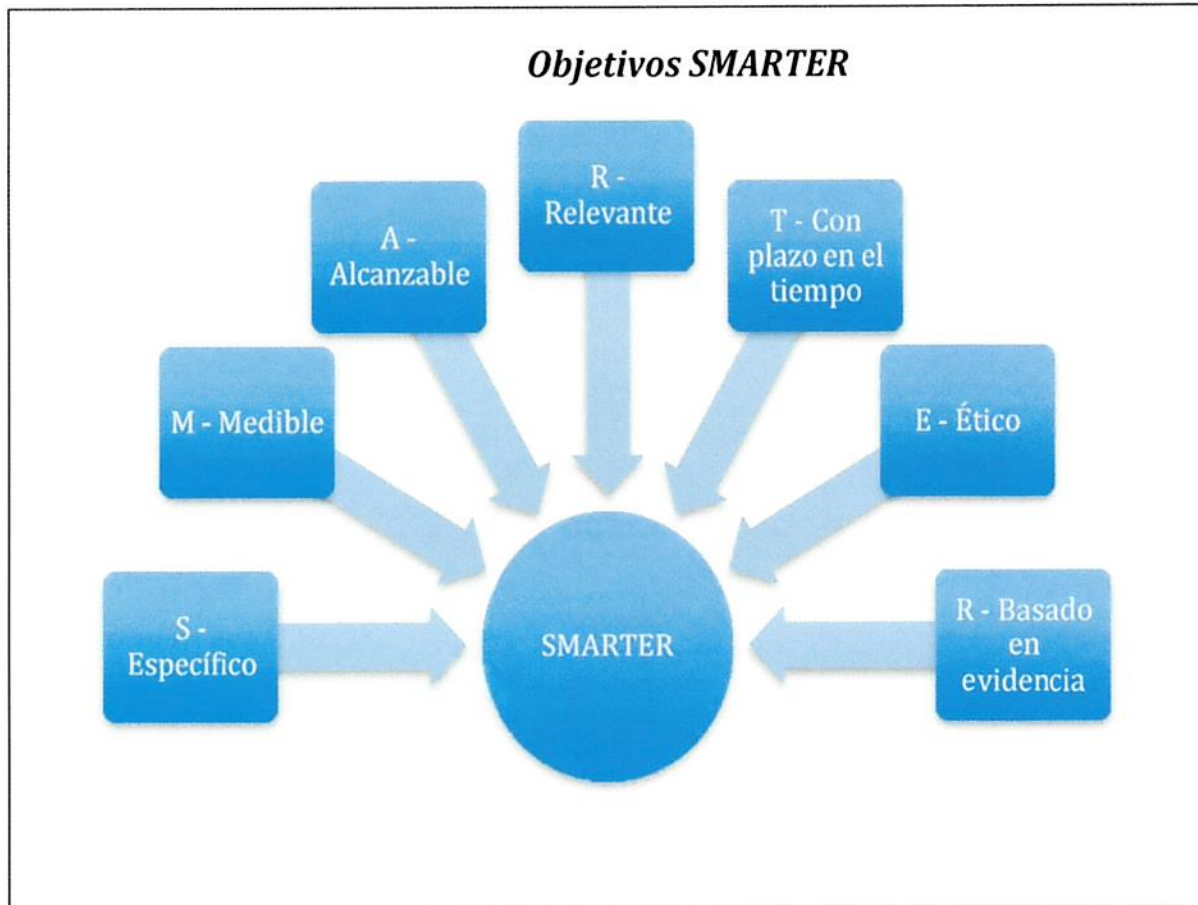 Objetivos SMARTER
R -
Relevante
A -
Alcanzable
T - Con
plazo en el
tiempo
M - Medible
E - Ético
S -
Específico
SMARTER
R - Basado
en
evidencia